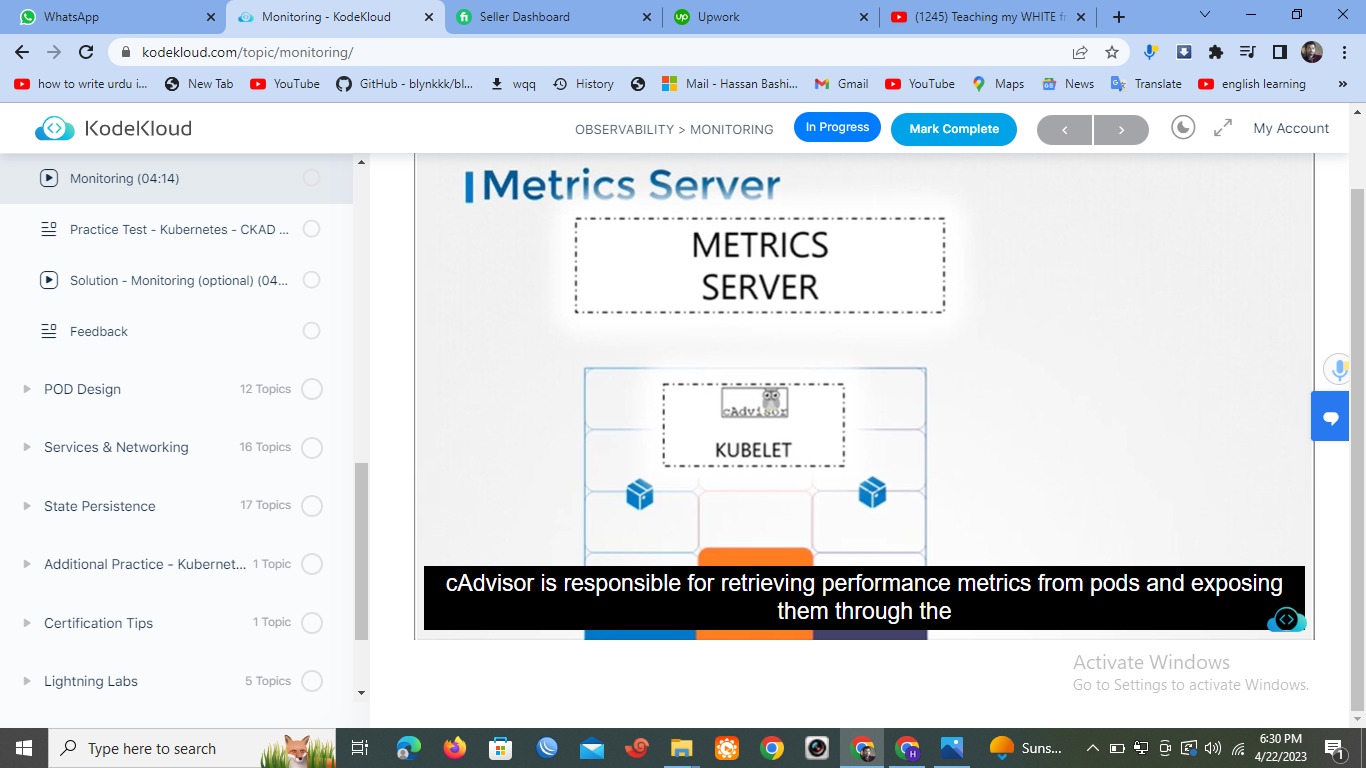 WhatsApp
Monitoring - KodeKloud
Seller Dashboard
Upwork
(1245) Teaching my WHITE fr
kodekloud.com/topic/monitoring/
how to write urdu i...
New Tab
YouTube
GitHub - blynkkk/bl...
wqq
History
Mail - Hassan Bashi...
Gmail
YouTube
Maps
News
Translate
english learning
»
KodeKloud
OBSERVABILITY > MONITORING
In Progress
Mark Complete
<
>
My Account
Monitoring (04:14)
Practice Test - Kubernetes - CKAD ...
Solution - Monitoring (optional) (04...
Feedback
POD Design 12 Topics
Services & Networking 16 Topics
State Persistence 17 Topics
Additional Practice - Kubernet... 1 Topic
Certification Tips 1 Topic
Lightning Labs 5 Topics
Metrics Server
METRICS
SERVER
cAdvisor
KUBELET
cAdvisor is responsible for retrieving performance metrics from pods and exposing
them through the
Activate Windows
Go to Settings to activate Windows.
Type here to search
H
Suns...
6:30 PM
4/22/2023
1